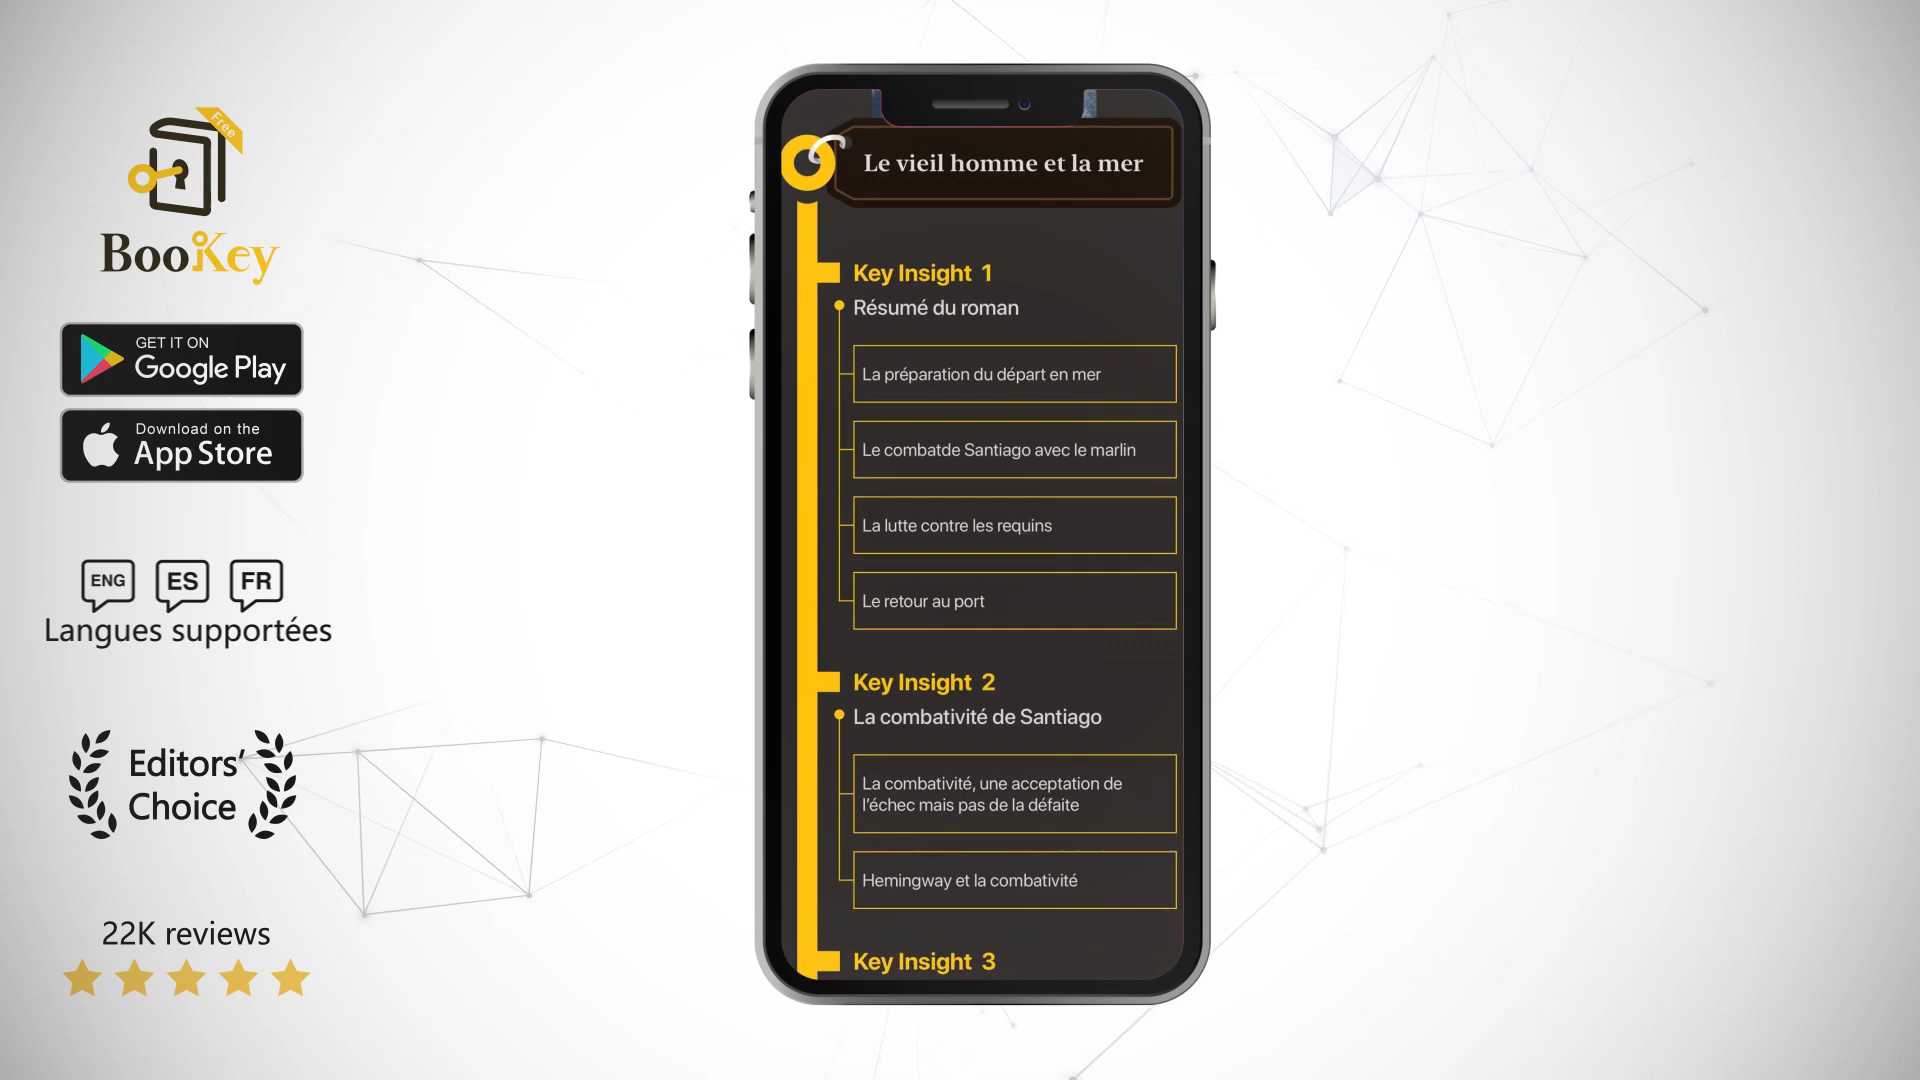 Free
BooKey
GET IT ON
Google Play
Download on the
App Store
ENG ES FR
Langues supportées
Editors'
Choice
22K reviews
Le vieil homme et la mer
Key Insight 1
Résumé du roman
La préparation du départ en mer
Le combatde Santiago avec le marlin
La lutte contre les requins
Le retour au port
Key Insight 2
La combativité de Santiago
La combativité, une acceptation de
l'échec mais pas de la défaite
Hemingway et la combativité
Key Insight 3